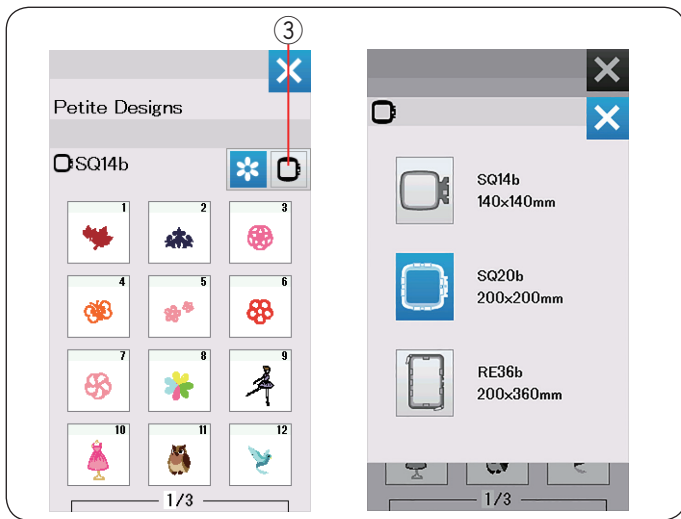 3
Petite Designs
SQ14b
1 2 3
4 5 6
7 8 9
10 11 12
1/3
SQ14b
140x140mm
SQ20b
200x200mm
RE36b
200x360mm
1/3